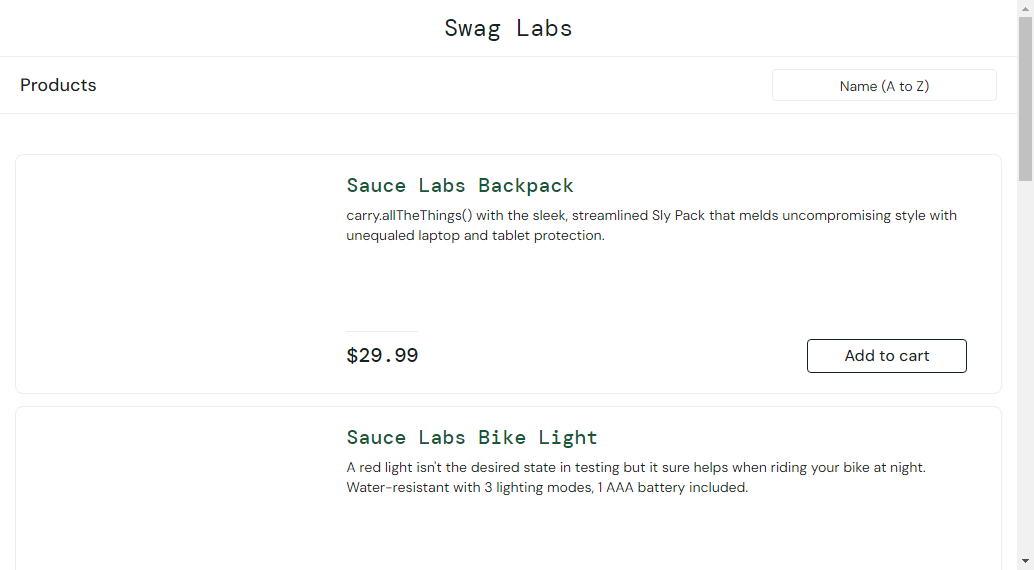 Swag Labs
Products
Name (A to Z)
Sauce Labs Backpack
carry.allTheThings() with the sleek, streamlined Sly Pack that melds uncompromising style with
unequaled laptop and tablet protection.
$29.99
Add to cart
Sauce Labs Bike Light
A red light isn't the desired state in testing but it sure helps when riding your bike at night.
Water-resistant with 3 lighting modes, 1 AAA battery included.